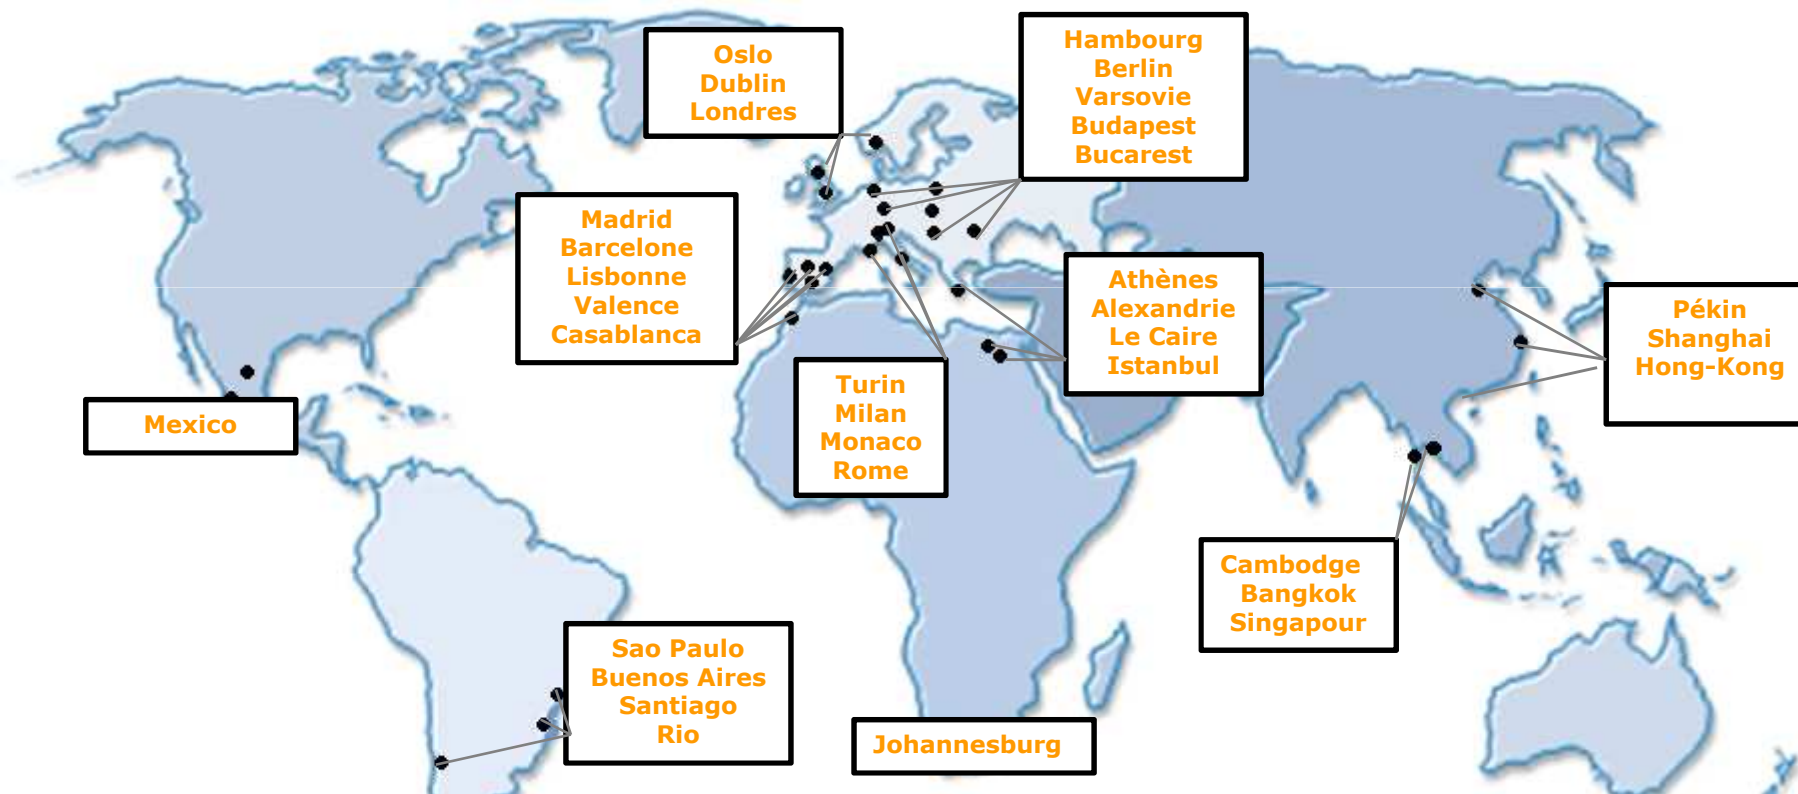 Oslo
Dublin
Londres
Hambourg
Berlin
Varsovie
Budapest
Bucarest
Madrid
Barcelone
Lisbonne
Valence
Casablanca
Athènes
Alexandrie
Le Caire
Istanbul
Pékin
Shanghai
Hong-Kong
Turin
Milan
Monaco
Rome
Mexico
Cambodge
Bangkok
Singapour
Sao Paulo
Buenos Aires
Santiago
Rio
Johannesburg